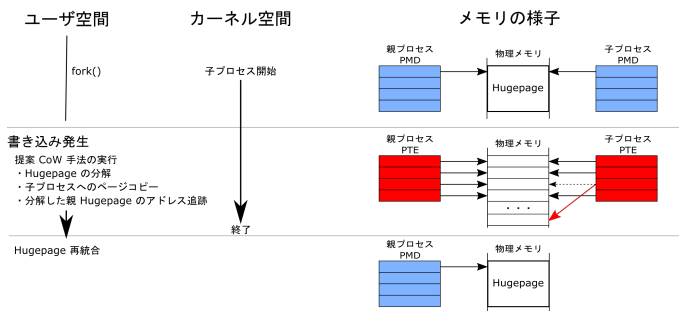 ユーザ空間
カーネル空間
メモリの様子
fork()
子プロセス開始
親プロセス
PMD
物理メモリ
Hugepage
子プロセス
PMD
書き込み発生
提案 CoW 手法の実行
・Hugepage の分解
・子プロセスへのページコピー
・分解した親 Hugepage のアドレス追跡
終了
親プロセス
PTE
物理メモリ
・・・
子プロセス
PTE
Hugepage 再統合
親プロセス
PMD
物理メモリ
Hugepage